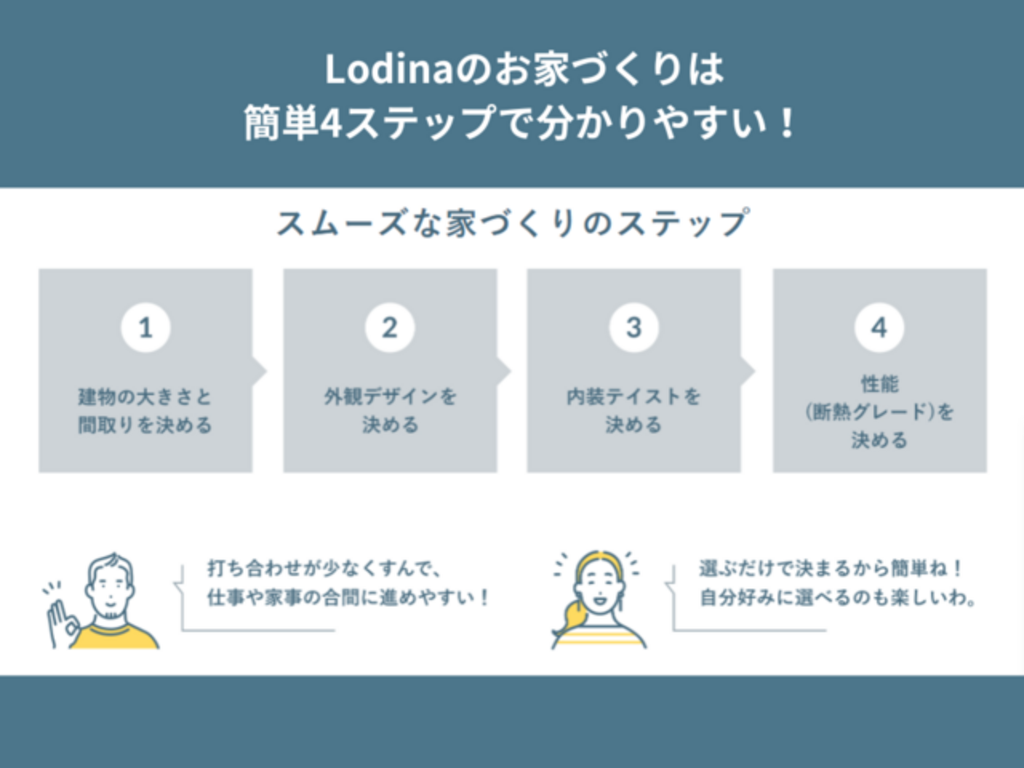 Lodinaのお家づくりは
簡単4ステップで分かりやすい！
スムーズな家づくりのステップ
1
建物の大きさと
間取りを決める
2
外観デザインを
決める
3
内装テイストを
決める
4
性能
(断熱グレード)を
決める
打ち合わせが少なくすんで、
仕事や家事の合間に進めやすい！
選ぶだけで決まるから簡単ね！
自分好みに選べるのも楽しいわ。